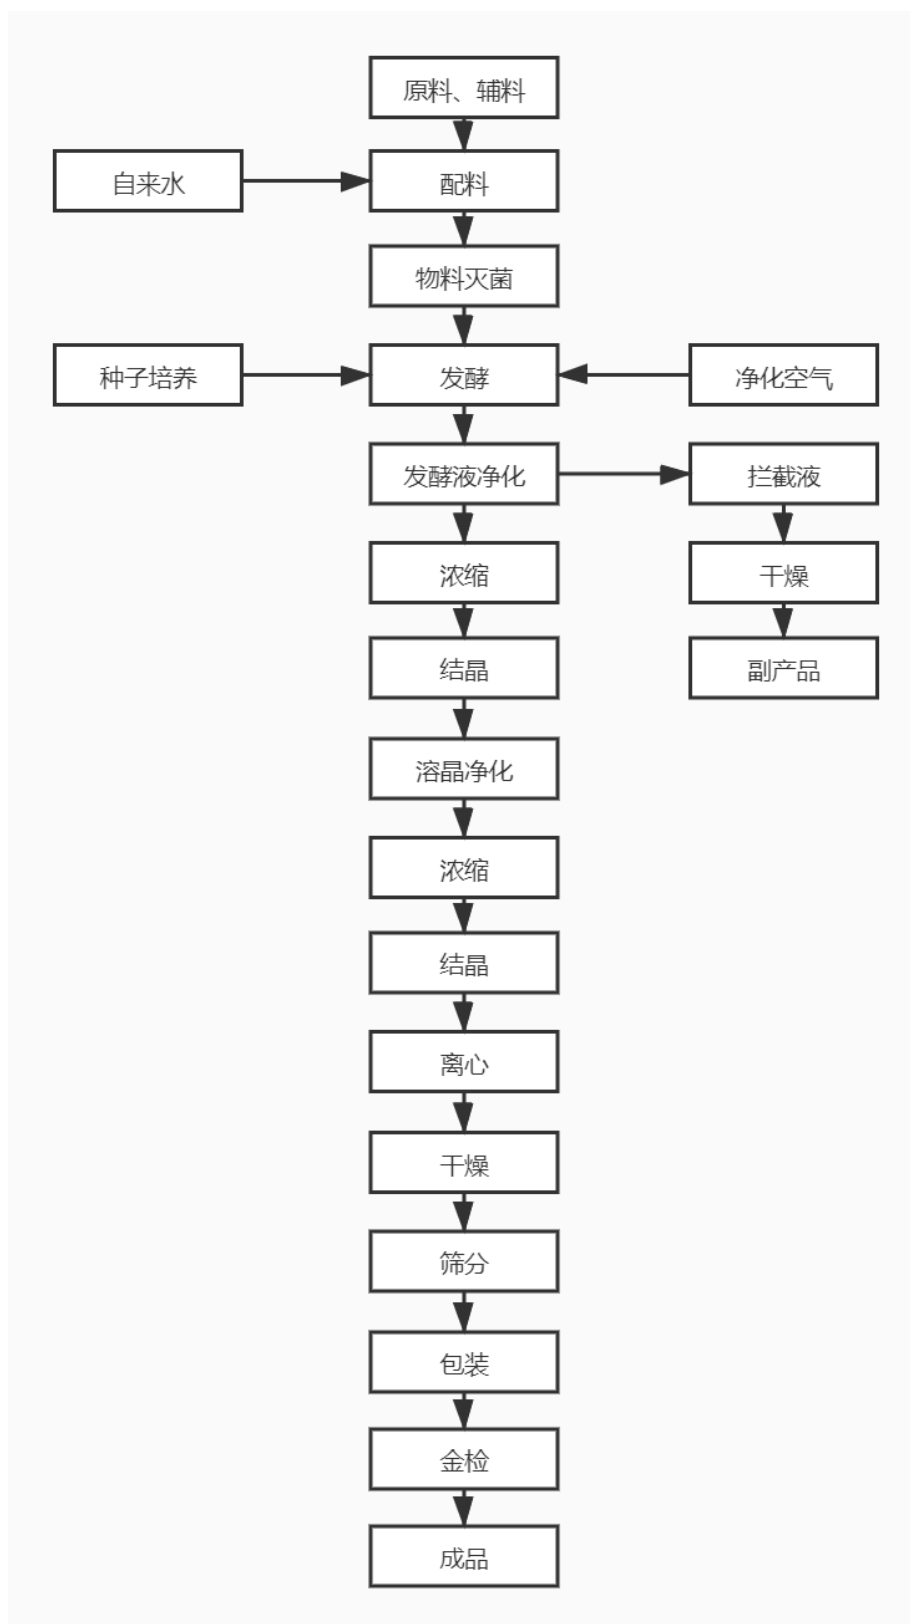 原料、辅料
自来水
配料
物料灭菌
种子培养
发酵
净化空气
发酵液净化
拦截液
浓缩
干燥
结晶
副产品
溶晶净化
浓缩
结晶
离心
干燥
筛分
包装
金检
成品